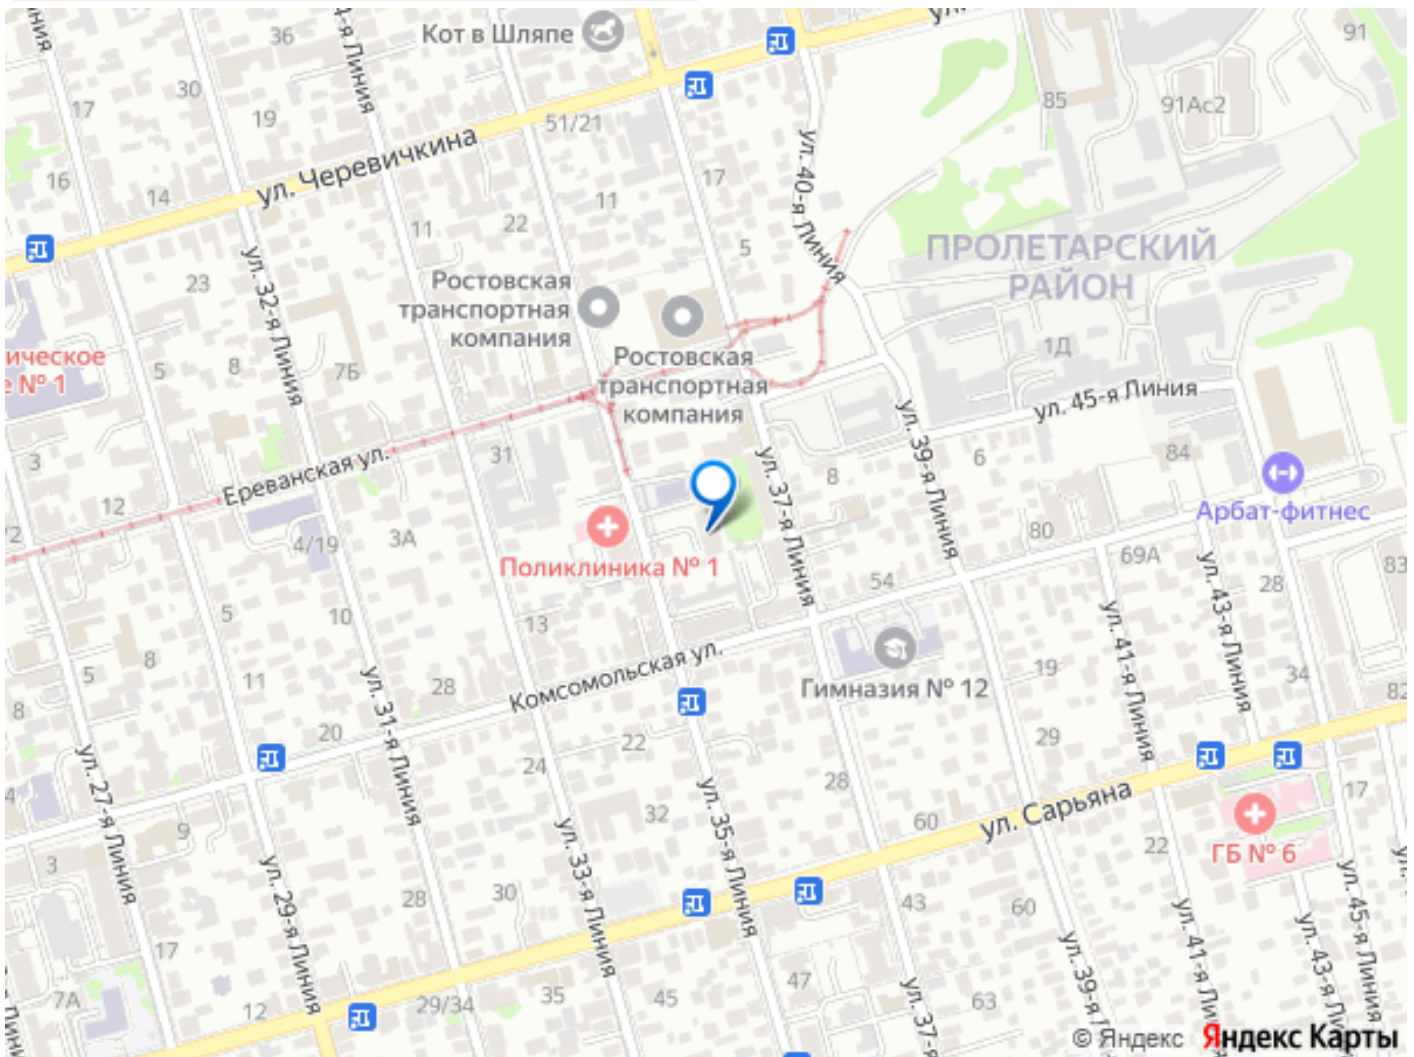 36
Кот в Шляпе
ул.
91
4-я Линия
17
30
19
51/21
85
91Ас2
ул. Черевичкина
16
14
11
22
11
17
5
ул. 40-я Линия
ПРОЛЕТАРСКИЙ
РАЙОН
ул. 32-я Линия
23
Ростовская
транспортная
компания
Ростовская
транспортная
компания
ическое
е № 1
5
8
7Б
1Д
ул. 45-я Линия
31
3
12
Ереванская ул.
4/19
3А
ул. 37-я Линия
8
ул. 39-я Линия
6
84
Арбат-фитнес
80
69А
Поликлиника № 1
54
28
83
ул. 43-я Линия
ул. 41-я Линия
5
10
13
8
5
11
28
Комсомольская ул.
Гимназия № 12
19
34
82
8
20
ул. 31-я Линия
22
24
29
28
ул. 27-я Линия
4
9
3
32
ул. 35-я Линия
60
ул. Сарьяна
17
22
ГБ № 6
ул. 33-я Линия
ул. 29-я Линия
28
30
43
60
ул. 45-я Линия
17
7А
12
29/34
35
45
47
63
ул. 37-я
ул. 39-я Л
ул. 41-я Лин
ул. 43-я Л
© Яндекс Яндекс Карты